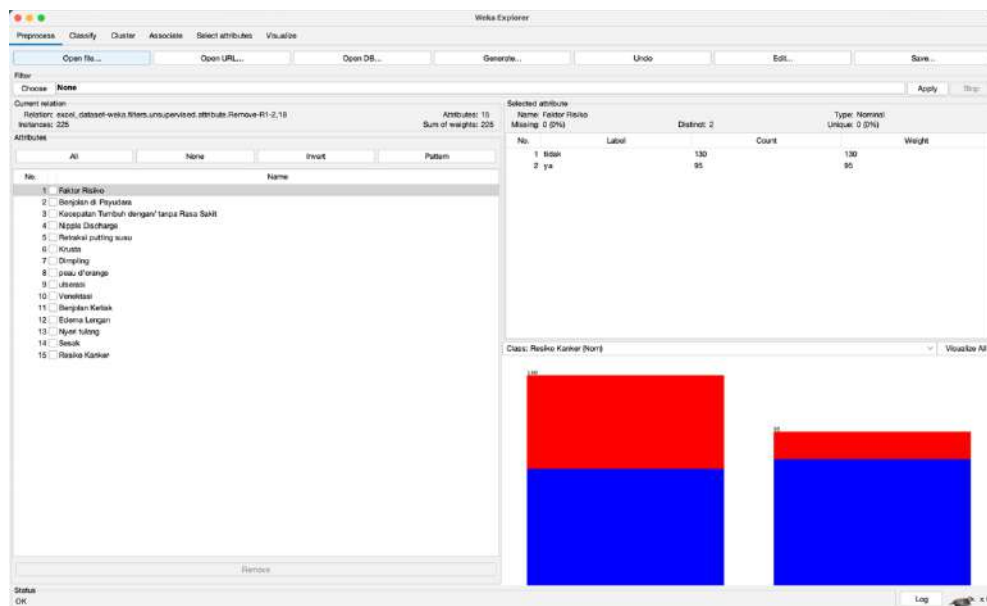 Weka Explorer
Preprocess Classify Cluster Associate Select attributes Visualize
Open file... Open URL... Open DB... Generate... Undo Edit... Save...
Filter
Choose None Apply Stop
Current relation
Relation: excel_dataset-weka.filters.unsupervised.attribute.Remove-R1-2,18 Attributes: 15
Instances: 225 Sum of weights: 225
Selected attribute
Name: Faktor Risiko Type: Nominal
Missing: 0 (0%) Distinct: 2 Unique: 0 (0%)
Attributes
All None Invert Pattern
No. Name
1 Faktor Risiko
2 Benjolan di Payudara
3 Kecepatan Tumbuh dengan/ tanpa Rasa Sakit
4 Nipple Discharge
5 Retraksi putting susu
6 Krusta
7 Dimpling
8 peau d'orange
9 ulserasi
10 Venektasi
11 Benjolan Ketiak
12 Edema Lengan
13 Nyeri tulang
14 Sesak
15 Resiko Kanker
Remove
No. Label Count Weight
1 tidak 130 130
2 ya 95 95
Class: Resiko Kanker (Nom) Visualize All
130
95
Status
OK
Log x